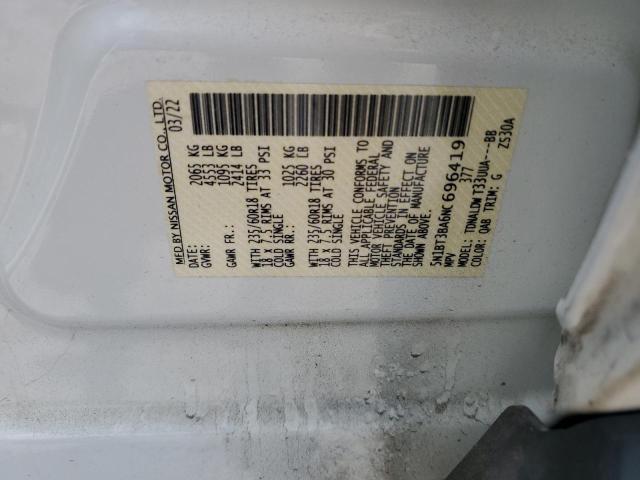 MFD BY NISSAN MOTOR CO., LTD.
DATE: 03/22
GVWR: 2065 KG
4553 LB
GAWR FR.: 1095 KG
2414 LB
WITH 235/60R18 TIRES
18 x 7.5 RIMS AT 33 PSI
COLD SINGLE
GAWR RR.: 1025 KG
2260 LB
WITH 235/60R18 TIRES
18 x 7.5 RIMS AT 30 PSI
COLD SINGLE
THIS VEHICLE CONFORMS TO
ALL APPLICABLE FEDERAL
MOTOR VEHICLE SAFETY AND
THEFT PREVENTION
STANDARDS IN EFFECT ON
THE DATE OF MANUFACTURE
SHOWN ABOVE.
5N1BT3BA6NC696419
MPV 377
MODEL: TDNALDW T33UUA---BB
COLOR: QAB TRIM: G ZS30A